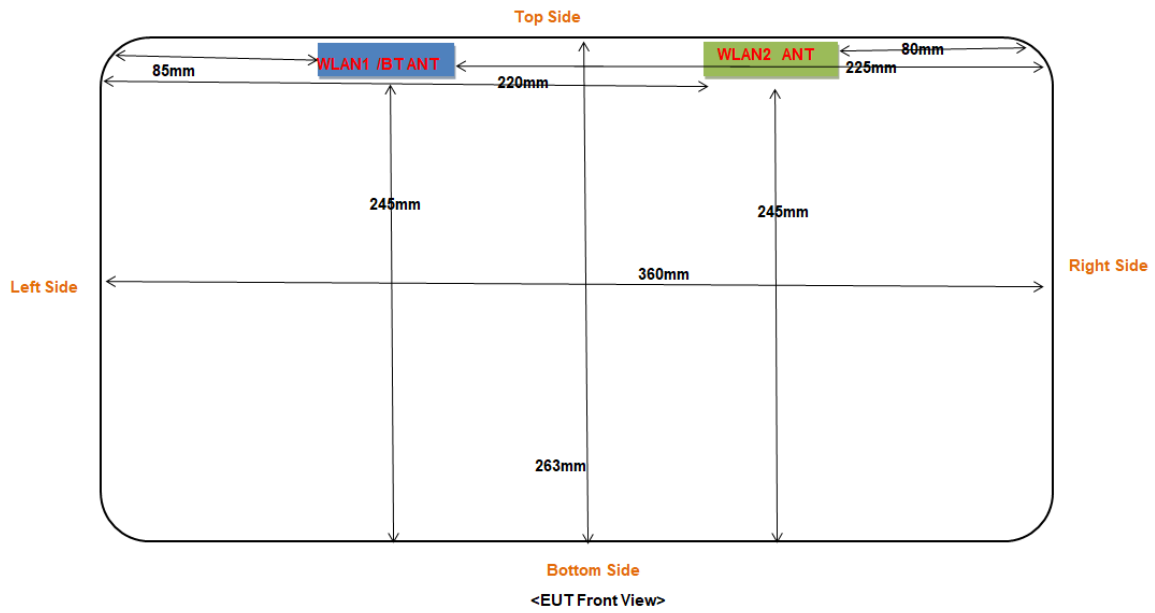 Top Side
WLAN1 /BT ANT
WLAN2 ANT
80mm
85mm
225mm
220mm
245mm
245mm
360mm
Right Side
Left Side
263mm
Bottom Side
<EUT Front View>